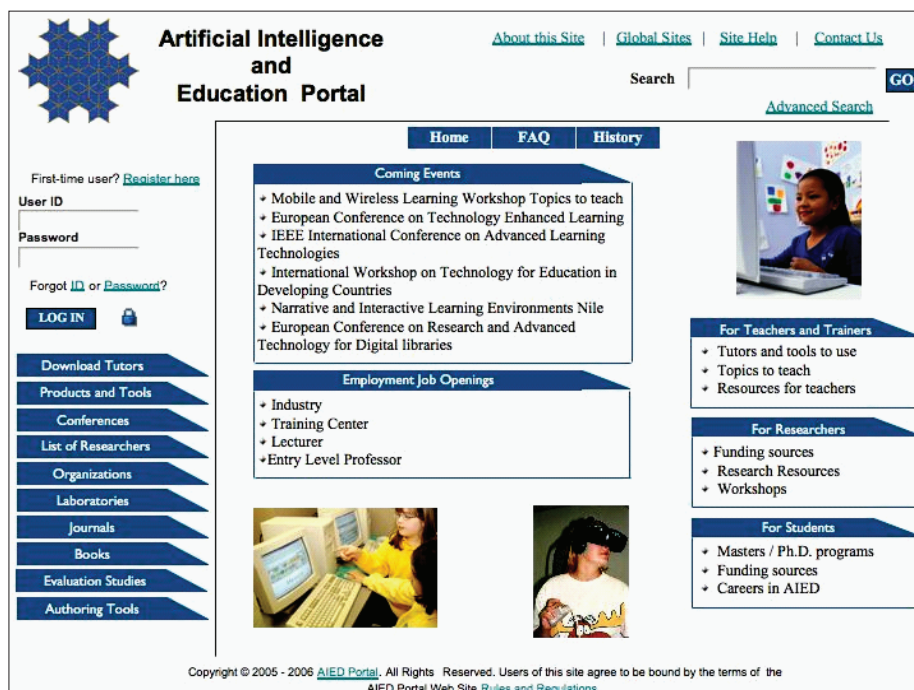 Artificial Intelligence
and
Education Portal
About this Site | Global Sites | Site Help | Contact Us
Search
GO
Advanced Search
Home FAQ History
First-time user? Register here
User ID
Password
Forgot ID or Password?
LOG IN
Download Tutors
Products and Tools
Conferences
List of Researchers
Organizations
Laboratories
Journals
Books
Evaluation Studies
Authoring Tools
Coming Events
Mobile and Wireless Learning Workshop Topics to teach
European Conference on Technology Enhanced Learning
IEEE International Conference on Advanced Learning
Technologies
International Workshop on Technology for Education in
Developing Countries
Narrative and Interactive Learning Environments Nile
European Conference on Research and Advanced
Technology for Digital libraries
Employment Job Openings
Industry
Training Center
Lecturer
Entry Level Professor
For Teachers and Trainers
Tutors and tools to use
Topics to teach
Resources for teachers
For Researchers
Funding sources
Research Resources
Workshops
For Students
Masters / Ph.D. programs
Funding sources
Careers in AIED
Copyright © 2005 - 2006 AIED Portal. All Rights Reserved. Users of this site agree to be bound by the terms of the
AIED Portal Web Site Rules and Regulations